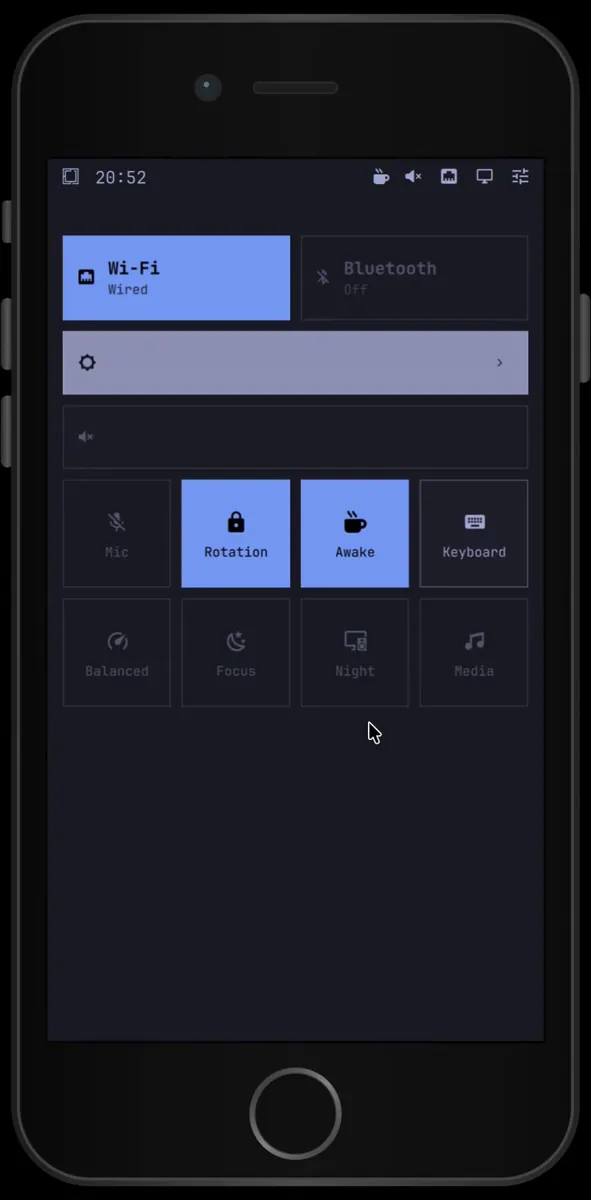 20:52
Wi-Fi
Wired
Bluetooth
Off
Mic
Rotation
Awake
Keyboard
Balanced
Focus
Night
Media